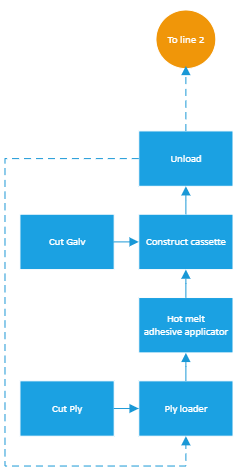 To line 2
Unload
Cut Galv
Construct cassette
Hot melt
adhesive applicator
Cut Ply
Ply loader